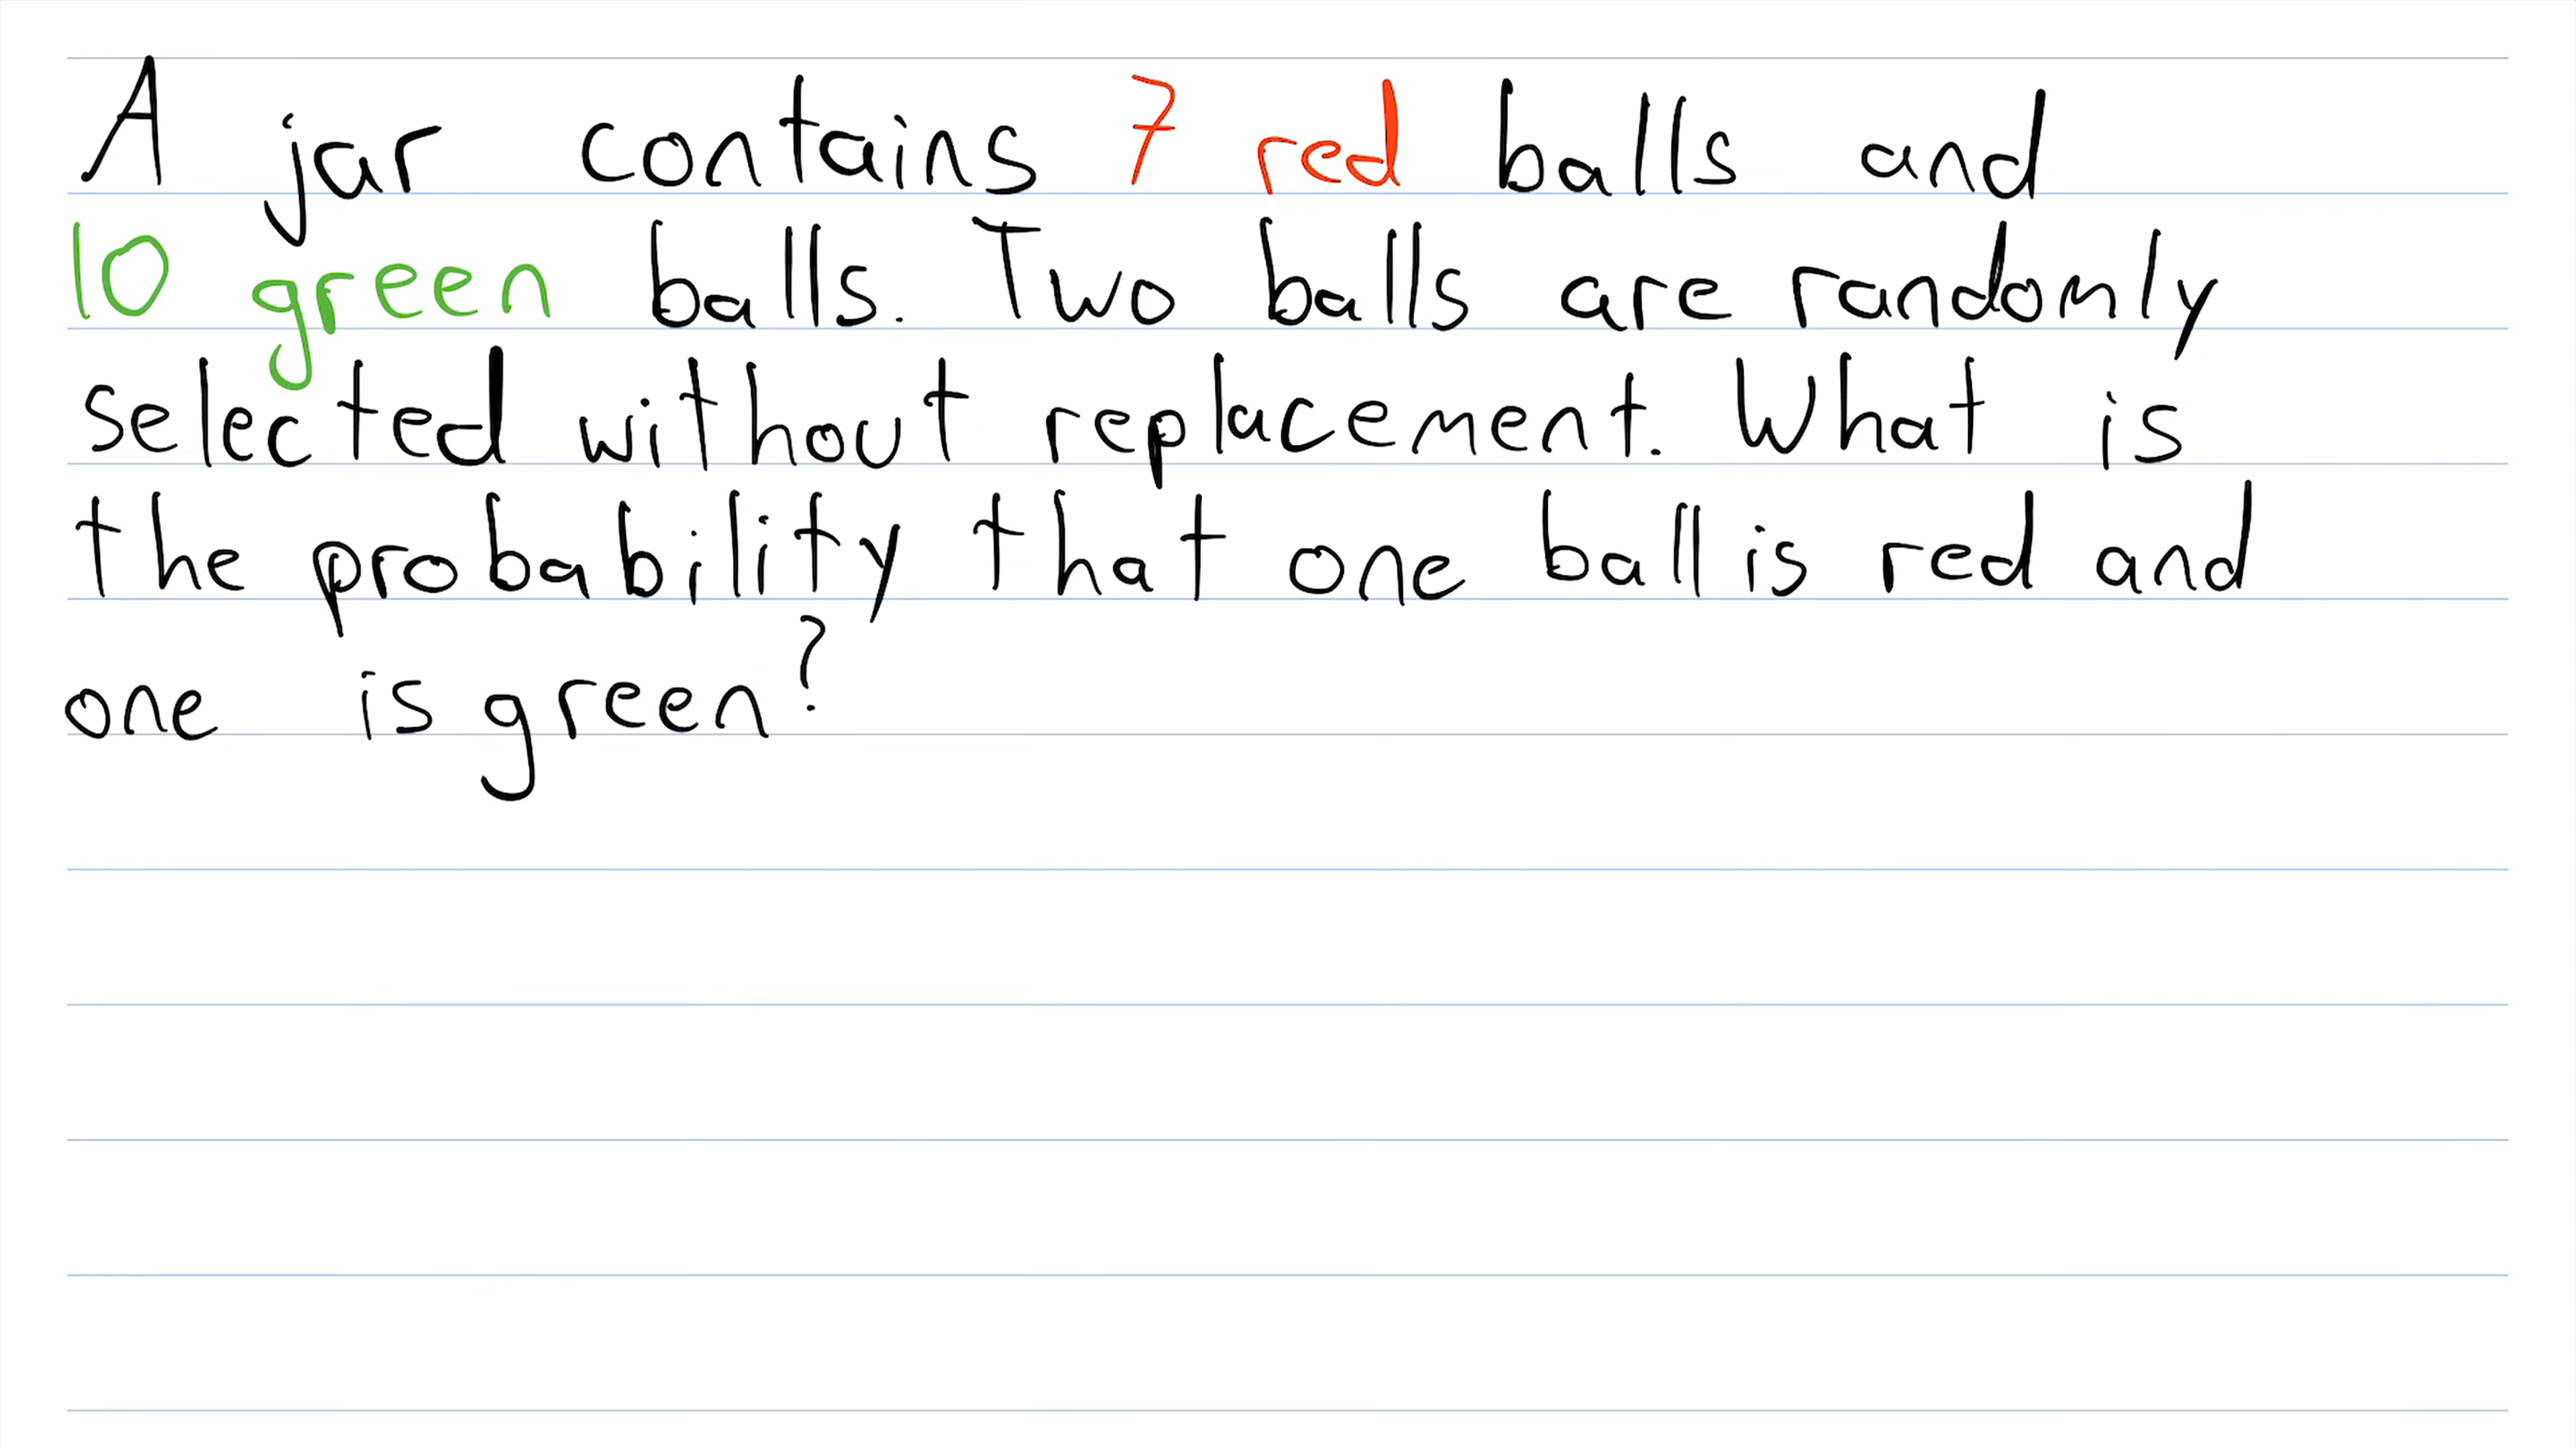 A jar contains 7 red balls and
10 green balls. Two balls are randomly
selected without replacement. What is
the probability that one ball is red and
one is green?